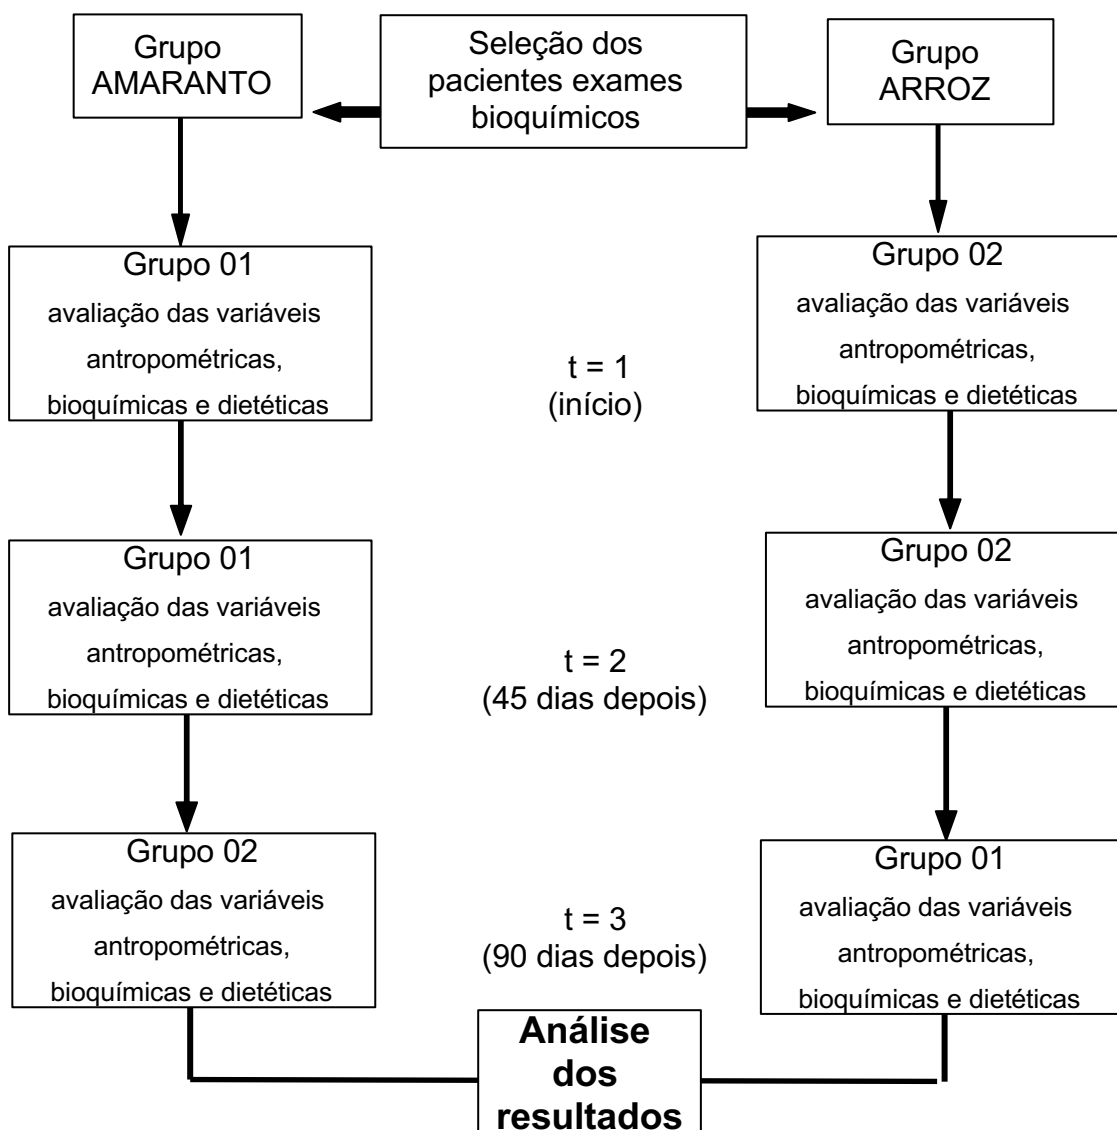 Grupo
AMARANTO
Seleção dos
pacientes exames
bioquímicos
Grupo
ARROZ
Grupo 01
avaliação das variáveis
antropométricas,
bioquímicas e dietéticas
t = 1
(início)
Grupo 02
avaliação das variáveis
antropométricas,
bioquímicas e dietéticas
Grupo 01
avaliação das variáveis
antropométricas,
bioquímicas e dietéticas
t = 2
(45 dias depois)
Grupo 02
avaliação das variáveis
antropométricas,
bioquímicas e dietéticas
Grupo 02
avaliação das variáveis
antropométricas,
bioquímicas e dietéticas
t = 3
(90 dias depois)
Grupo 01
avaliação das variáveis
antropométricas,
bioquímicas e dietéticas
Análise
dos
resultados